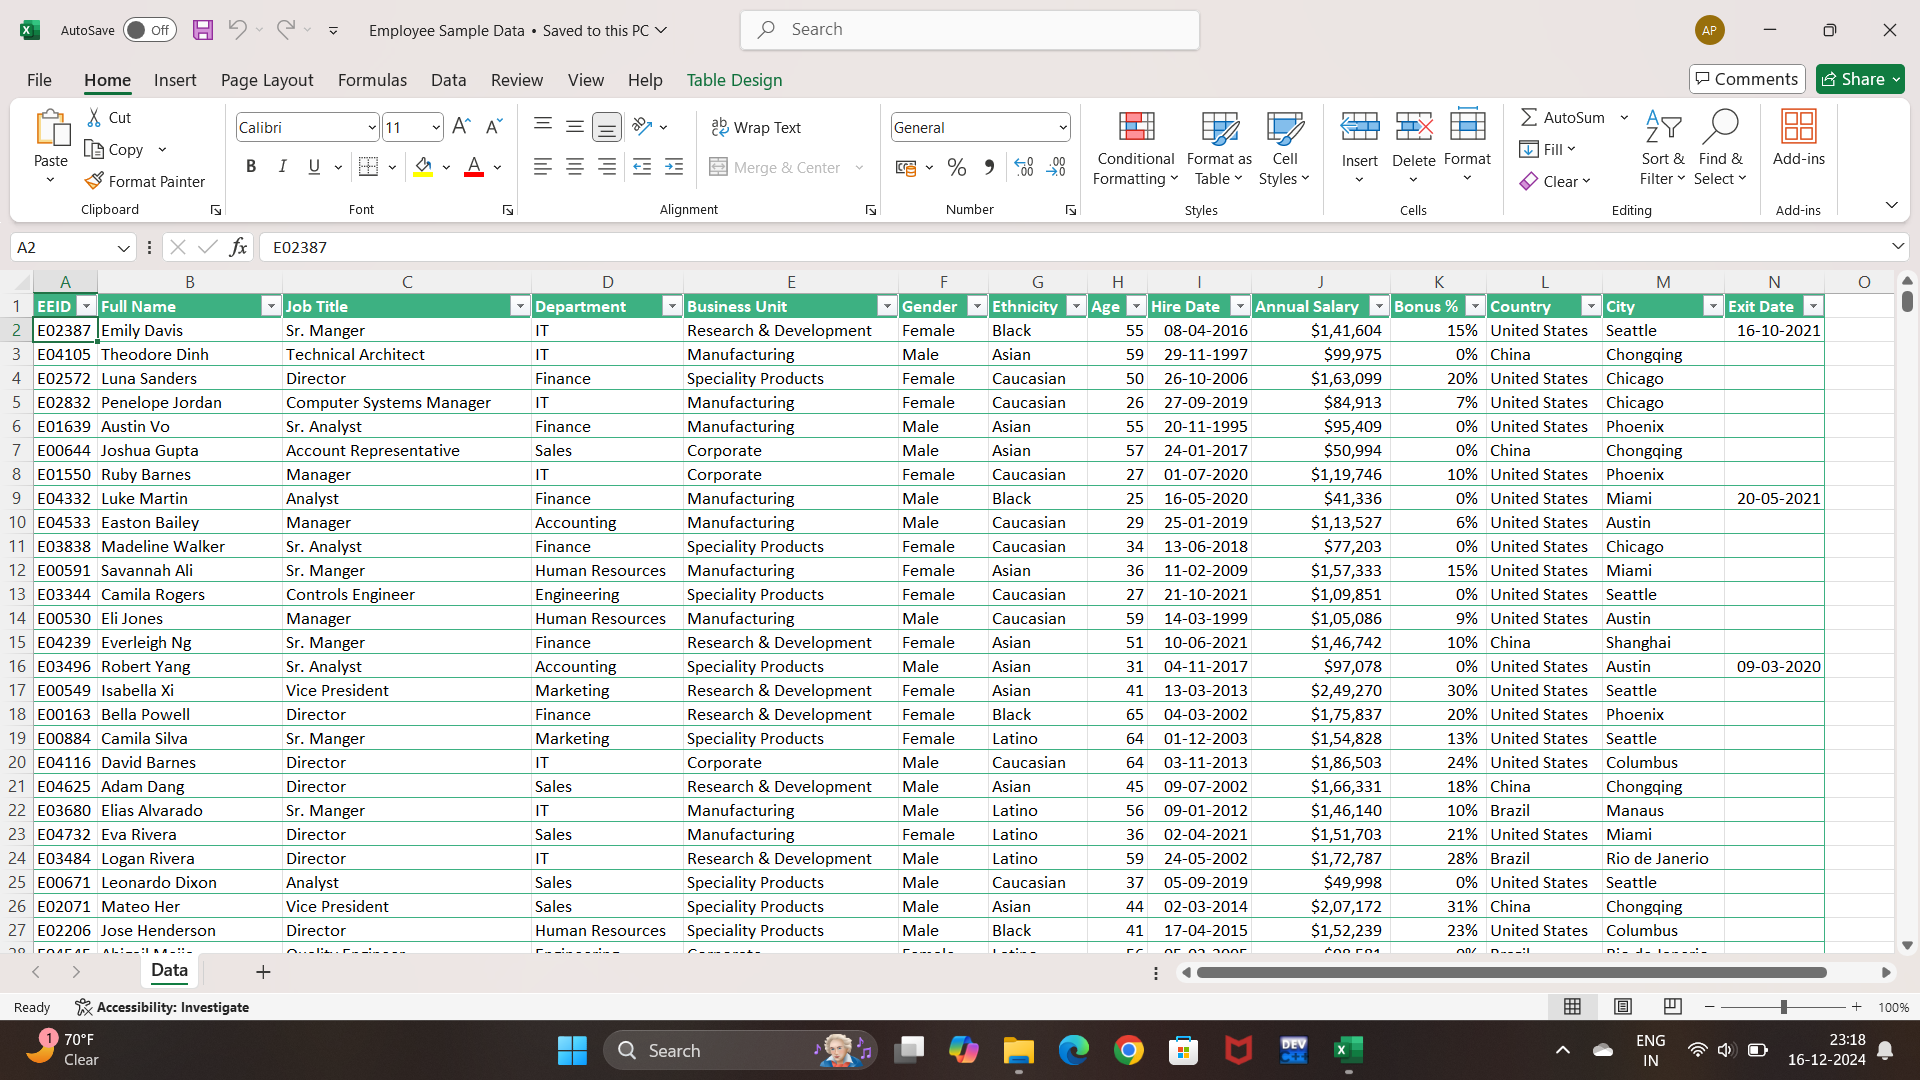 AutoSave Off Employee Sample Data • Saved to this PC Search AP
File Home Insert Page Layout Formulas Data Review View Help Table Design Comments Share
Paste Cut Copy Format Painter Clipboard
Calibri 11 B I U A Font
Wrap Text Merge & Center Alignment
General % Number
Conditional Formatting Format as Table Cell Styles Styles
Insert Delete Format Cells
AutoSum Fill Clear Sort & Filter Find & Select Editing
Add-ins Add-ins
A2 fx E02387
A B C D E F G H I J K L M N O
1 EEID Full Name Job Title Department Business Unit Gender Ethnicity Age Hire Date Annual Salary Bonus % Country City Exit Date
2 E02387 Emily Davis Sr. Manger IT Research & Development Female Black 55 08-04-2016 $1,41,604 15% United States Seattle 16-10-2021
3 E04105 Theodore Dinh Technical Architect IT Manufacturing Male Asian 59 29-11-1997 $99,975 0% China Chongqing
4 E02572 Luna Sanders Director Finance Speciality Products Female Caucasian 50 26-10-2006 $1,63,099 20% United States Chicago
5 E02832 Penelope Jordan Computer Systems Manager IT Manufacturing Female Caucasian 26 27-09-2019 $84,913 7% United States Chicago
6 E01639 Austin Vo Sr. Analyst Finance Manufacturing Male Asian 55 20-11-1995 $95,409 0% United States Phoenix
7 E00644 Joshua Gupta Account Representative Sales Corporate Male Asian 57 24-01-2017 $50,994 0% China Chongqing
8 E01550 Ruby Barnes Manager IT Corporate Female Caucasian 27 01-07-2020 $1,19,746 10% United States Phoenix
9 E04332 Luke Martin Analyst Finance Manufacturing Male Black 25 16-05-2020 $41,336 0% United States Miami 20-05-2021
10 E04533 Easton Bailey Manager Accounting Manufacturing Male Caucasian 29 25-01-2019 $1,13,527 6% United States Austin
11 E03838 Madeline Walker Sr. Analyst Finance Speciality Products Female Caucasian 34 13-06-2018 $77,203 0% United States Chicago
12 E00591 Savannah Ali Sr. Manger Human Resources Manufacturing Female Asian 36 11-02-2009 $1,57,333 15% United States Miami
13 E03344 Camila Rogers Controls Engineer Engineering Speciality Products Female Caucasian 27 21-10-2021 $1,09,851 0% United States Seattle
14 E00530 Eli Jones Manager Human Resources Manufacturing Male Caucasian 59 14-03-1999 $1,05,086 9% United States Austin
15 E04239 Everleigh Ng Sr. Manger Finance Research & Development Female Asian 51 10-06-2021 $1,46,742 10% China Shanghai
16 E03496 Robert Yang Sr. Analyst Accounting Speciality Products Male Asian 31 04-11-2017 $97,078 0% United States Austin 09-03-2020
17 E00549 Isabella Xi Vice President Marketing Research & Development Female Asian 41 13-03-2013 $2,49,270 30% United States Seattle
18 E00163 Bella Powell Director Finance Research & Development Female Black 65 04-03-2002 $1,75,837 20% United States Phoenix
19 E00884 Camila Silva Sr. Manger Marketing Speciality Products Female Latino 64 01-12-2003 $1,54,828 13% United States Seattle
20 E04116 David Barnes Director IT Corporate Male Caucasian 64 03-11-2013 $1,86,503 24% United States Columbus
21 E04625 Adam Dang Director Sales Research & Development Male Asian 45 09-07-2002 $1,66,331 18% China Chongqing
22 E03680 Elias Alvarado Sr. Manger IT Manufacturing Male Latino 56 09-01-2012 $1,46,140 10% Brazil Manaus
23 E04732 Eva Rivera Director Sales Manufacturing Female Latino 36 02-04-2021 $1,51,703 21% United States Miami
24 E03484 Logan Rivera Director IT Research & Development Male Latino 59 24-05-2002 $1,72,787 28% Brazil Rio de Janerio
25 E00671 Leonardo Dixon Analyst Sales Speciality Products Male Caucasian 37 05-09-2019 $49,998 0% United States Seattle
26 E02071 Mateo Her Vice President Sales Speciality Products Male Asian 44 02-03-2014 $2,07,172 31% China Chongqing
27 E02206 Jose Henderson Director Human Resources Speciality Products Male Black 41 17-04-2015 $1,52,239 23% United States Columbus
Data
Ready Accessibility: Investigate 100%
1 70°F Clear Search DEV ENG IN 23:18 16-12-2024